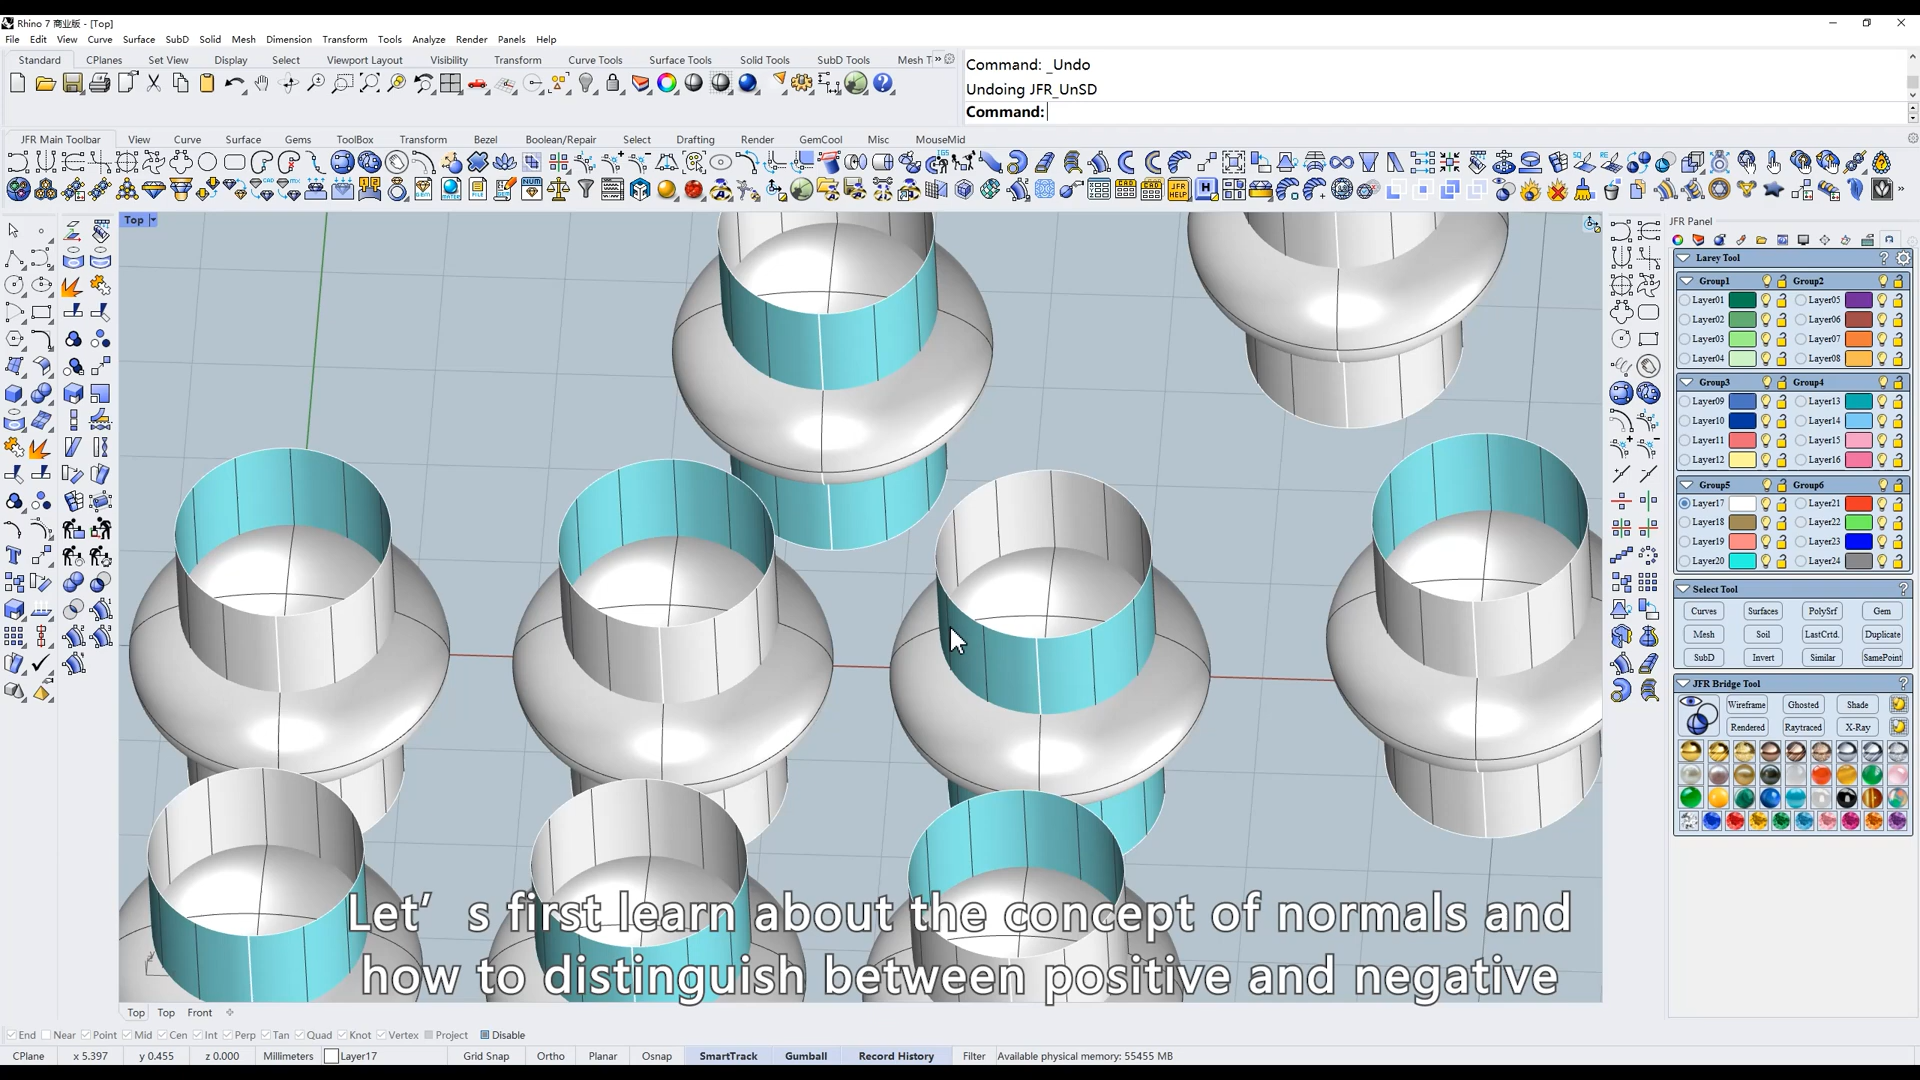 Rhino 7 商业版 - [Top]
File Edit View Curve Surface SubD Solid Mesh Dimension Transform Tools Analyze Render Panels Help
Standard CPlanes Set View Display Select Viewport Layout Visibility Transform Curve Tools Surface Tools Solid Tools SubD Tools Mesh T
Command: _Undo
Undoing JFR_UnSD
Command:
JFR Main Toolbar View Curve Surface Gems ToolBox Transform Bezel Boolean/Repair Select Drafting Render GemCool Misc MouseMid
Top
JFR Panel
Larey Tool
Group1 Group2
Layer01 Layer05
Layer02 Layer06
Layer03 Layer07
Layer04 Layer08
Group3 Group4
Layer09 Layer13
Layer10 Layer14
Layer11 Layer15
Layer12 Layer16
Group5 Group6
Layer17 Layer21
Layer18 Layer22
Layer19 Layer23
Layer20 Layer24
Select Tool
Curves Surfaces PolySrf Gem
Mesh Soil LastCrtd. Duplicate
SubD Invert Similar SamePoint
JFR Bridge Tool
Wireframe Ghosted Shade
Rendered Raytraced X-Ray
Let's first learn about the concept of normals and
how to distinguish between positive and negative
Top Top Front
End Near Point Mid Cen Int Perp Tan Quad Knot Vertex Project Disable
CPlane x 5.397 y 0.455 z 0.000 Millimeters Layer17 Grid Snap Ortho Planar Osnap SmartTrack Gumball Record History Filter Available physical memory: 55455 MB